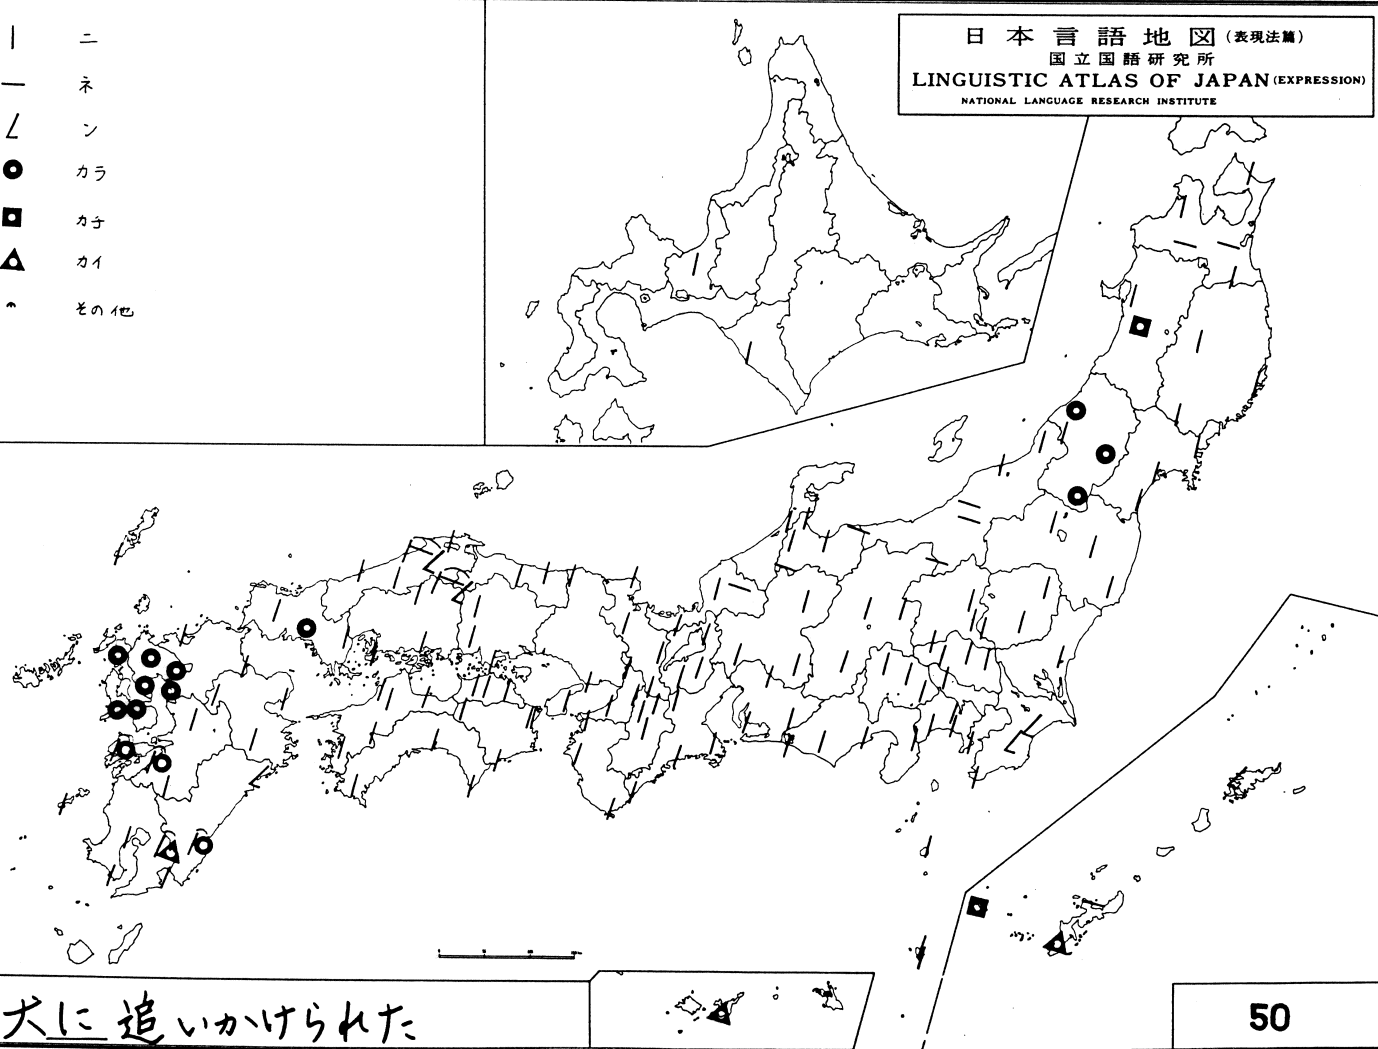 ニ
ネ
ン
カラ
カチ
カイ
その他
日本言語地図(表現法篇)
国立国語研究所
LINGUISTIC ATLAS OF JAPAN (EXPRESSION)
NATIONAL LANGUAGE RESEARCH INSTITUTE
犬に追いかけられた
50